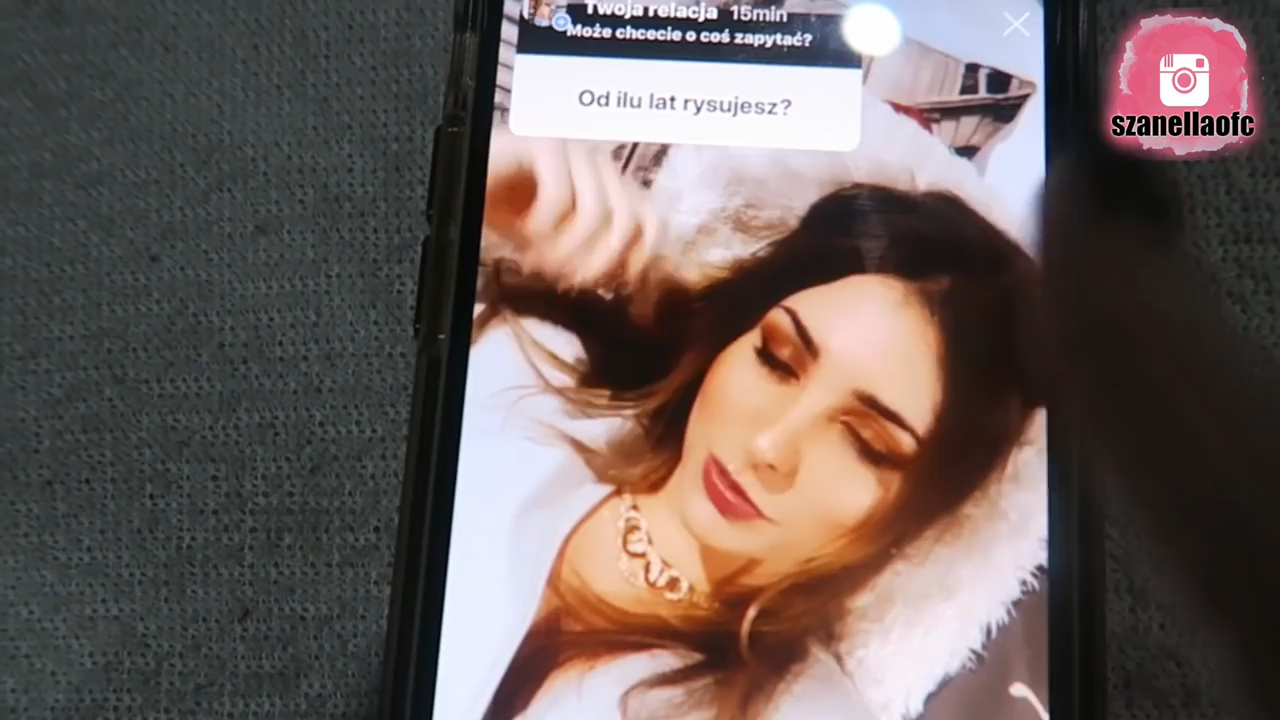 Twoja relacja 15min
Może chcecie o coś zapytać?
Od ilu lat rysujesz?
szanellaofc